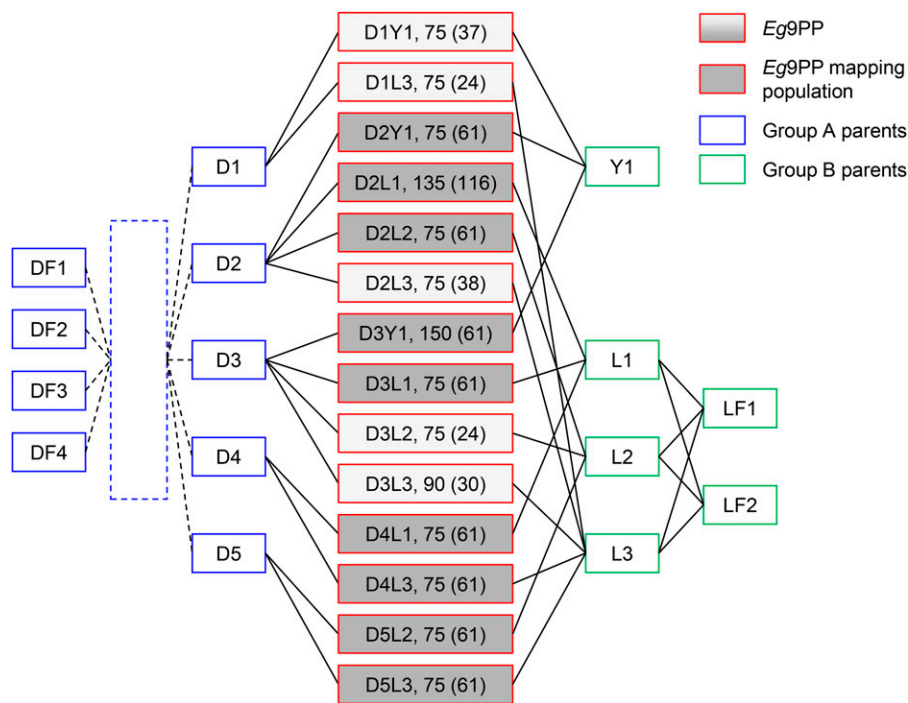 D1Y1, 75 (37)
D1L3, 75 (24)
D2Y1, 75 (61)
D2L1, 135 (116)
D2L2, 75 (61)
D2L3, 75 (38)
D3Y1, 150 (61)
D3L1, 75 (61)
D3L2, 75 (24)
D3L3, 90 (30)
D4L1, 75 (61)
D4L3, 75 (61)
D5L2, 75 (61)
D5L3, 75 (61)
DF1
DF2
DF3
DF4
D1
D2
D3
D4
D5
Y1
L1
L2
L3
LF1
LF2
Eg9PP
Eg9PP mapping
population
Group A parents
Group B parents